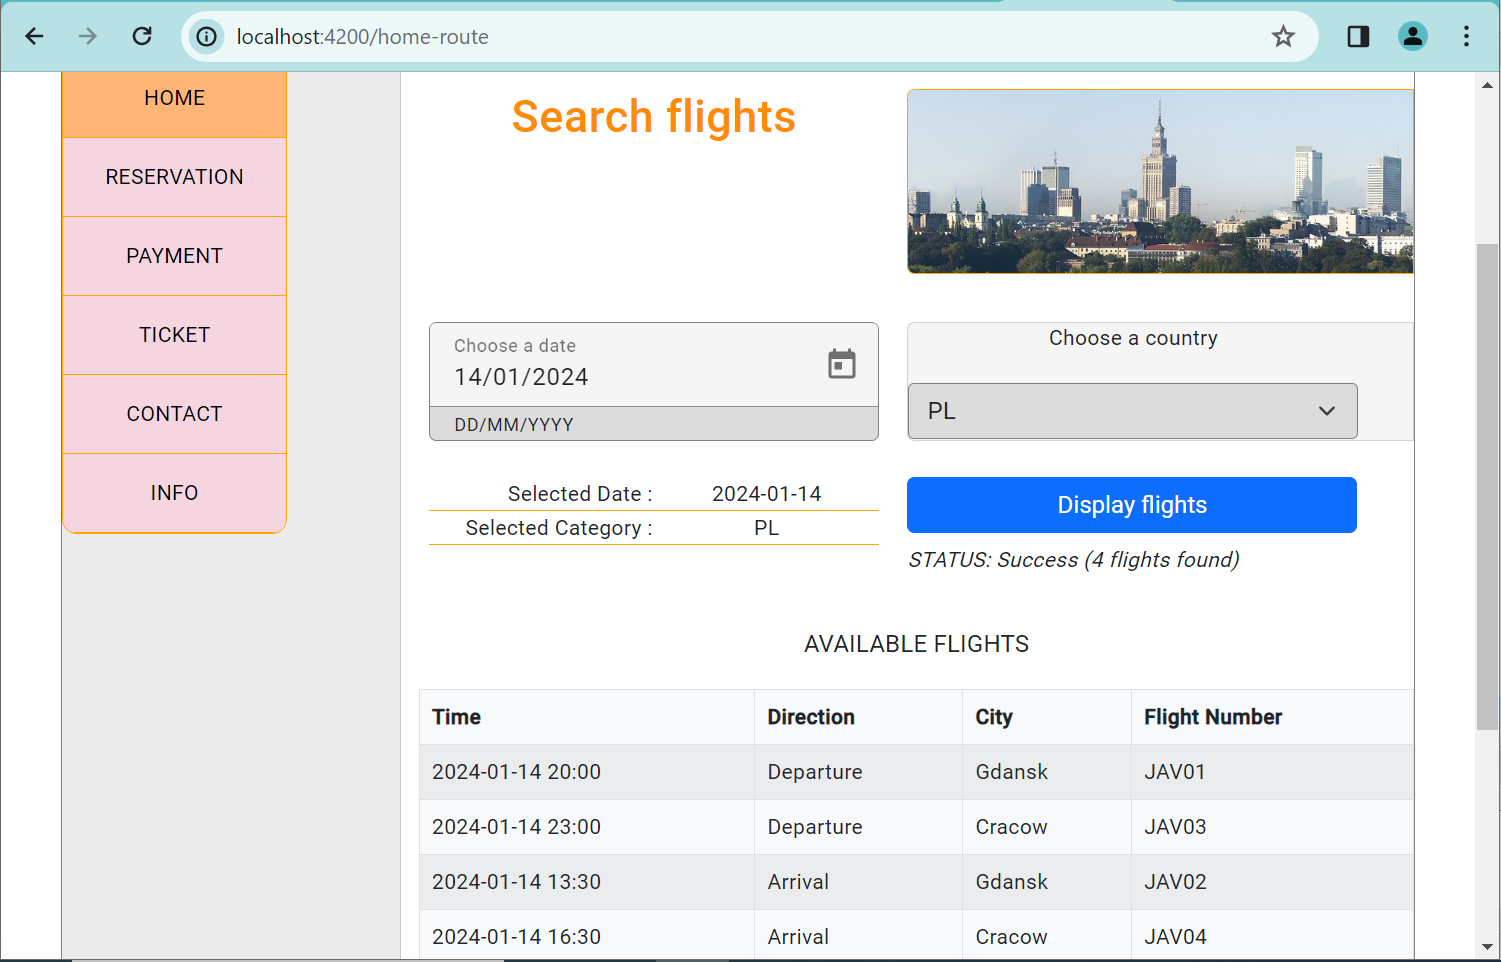 localhost:4200/home-route
HOME
RESERVATION
PAYMENT
TICKET
CONTACT
INFO
Search flights
Choose a date
14/01/2024
DD/MM/YYYY
Choose a country
PL
Selected Date : 2024-01-14
Selected Category : PL
Display flights
STATUS: Success (4 flights found)
AVAILABLE FLIGHTS
Time Direction City Flight Number
2024-01-14 20:00 Departure Gdansk JAV01
2024-01-14 23:00 Departure Cracow JAV03
2024-01-14 13:30 Arrival Gdansk JAV02
2024-01-14 16:30 Arrival Cracow JAV04